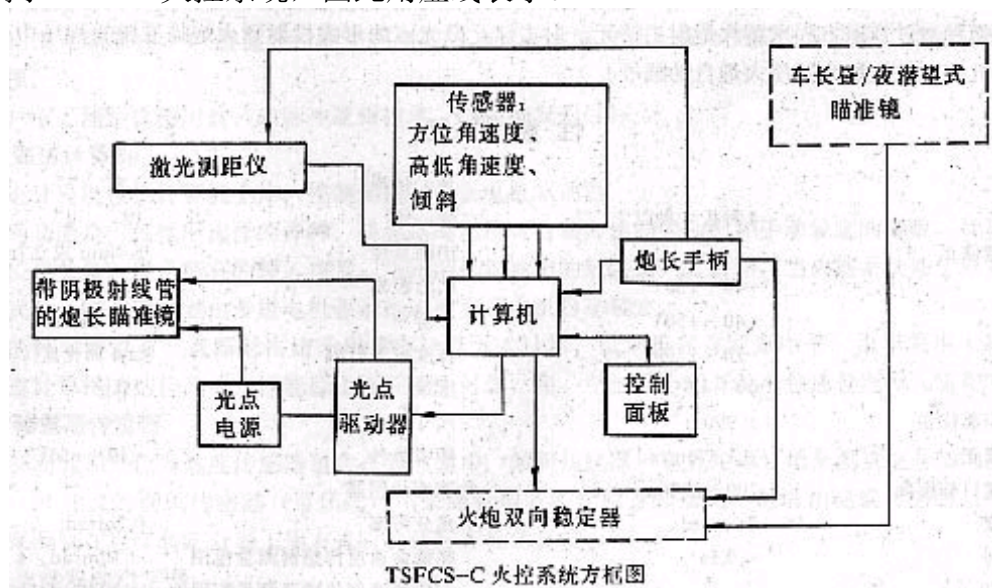 传感器:
方位角速度、
高低角速度、
倾斜
车长昼/夜潜望式
瞄准镜
激光测距仪
炮长手柄
带阴极射线管
的炮长瞄准镜
计算机
光点
电源
光点
驱动器
控制
面板
火炮双向稳定器
TSFCS-C 火控系统方框图